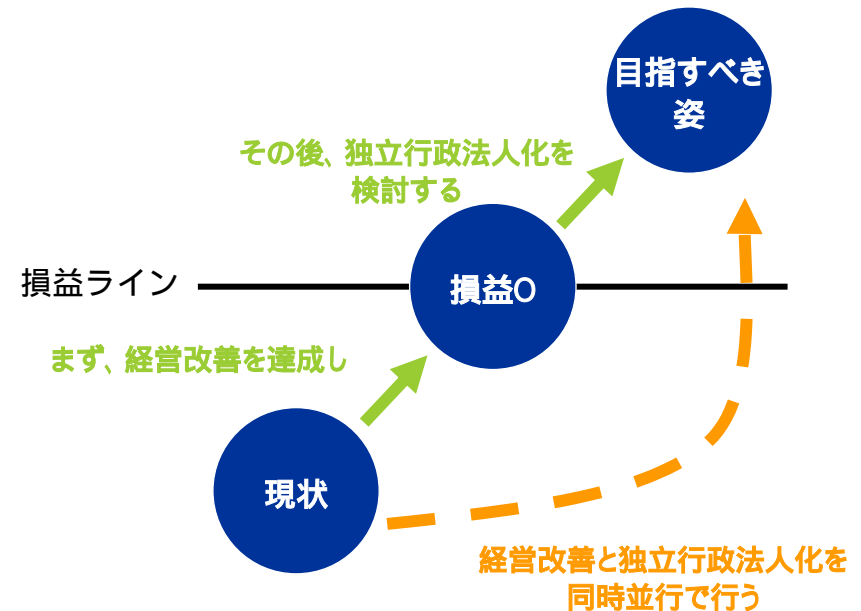 目指すべき
姿
その後、独立行政法人化を
検討する
損益ライン
損益0
まず、経営改善を達成し
現状
経営改善と独立行政法人化を
同時並行で行う